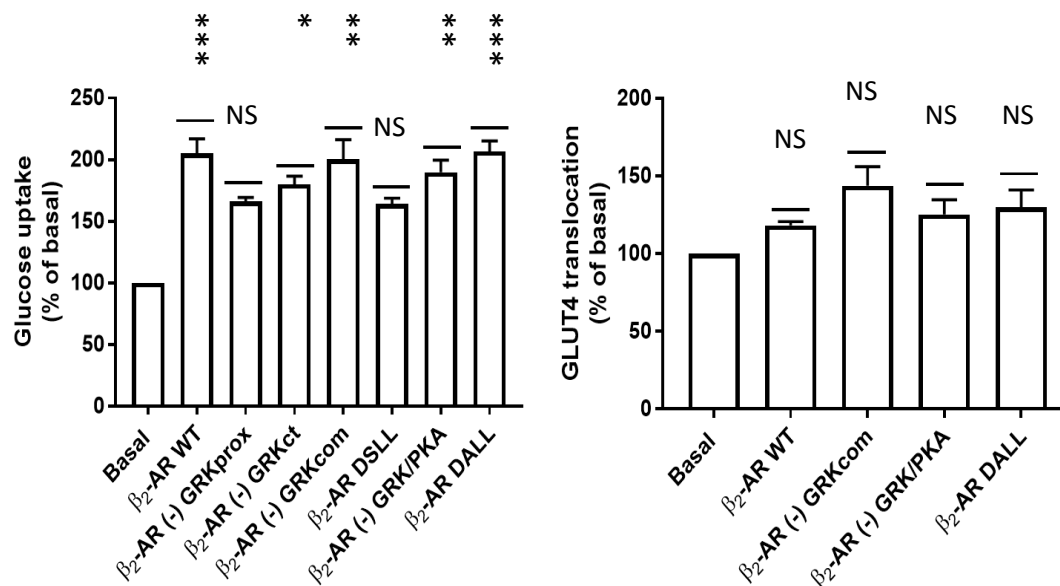 *** * ** ** ***
NS NS
250
200
150
100
50
0
Glucose uptake
(% of basal)
Basal
β₂-AR WT
β₂-AR (-) GRKprox
β₂-AR (-) GRKct
β₂-AR (-) GRKcom
β₂-AR DSLL
β₂-AR (-) GRK/PKA
β₂-AR DALL
NS
NS NS NS
200
150
100
50
0
GLUT4 translocation
(% of basal)
Basal
β₂-AR WT
β₂-AR (-) GRKcom
β₂-AR (-) GRK/PKA
β₂-AR DALL